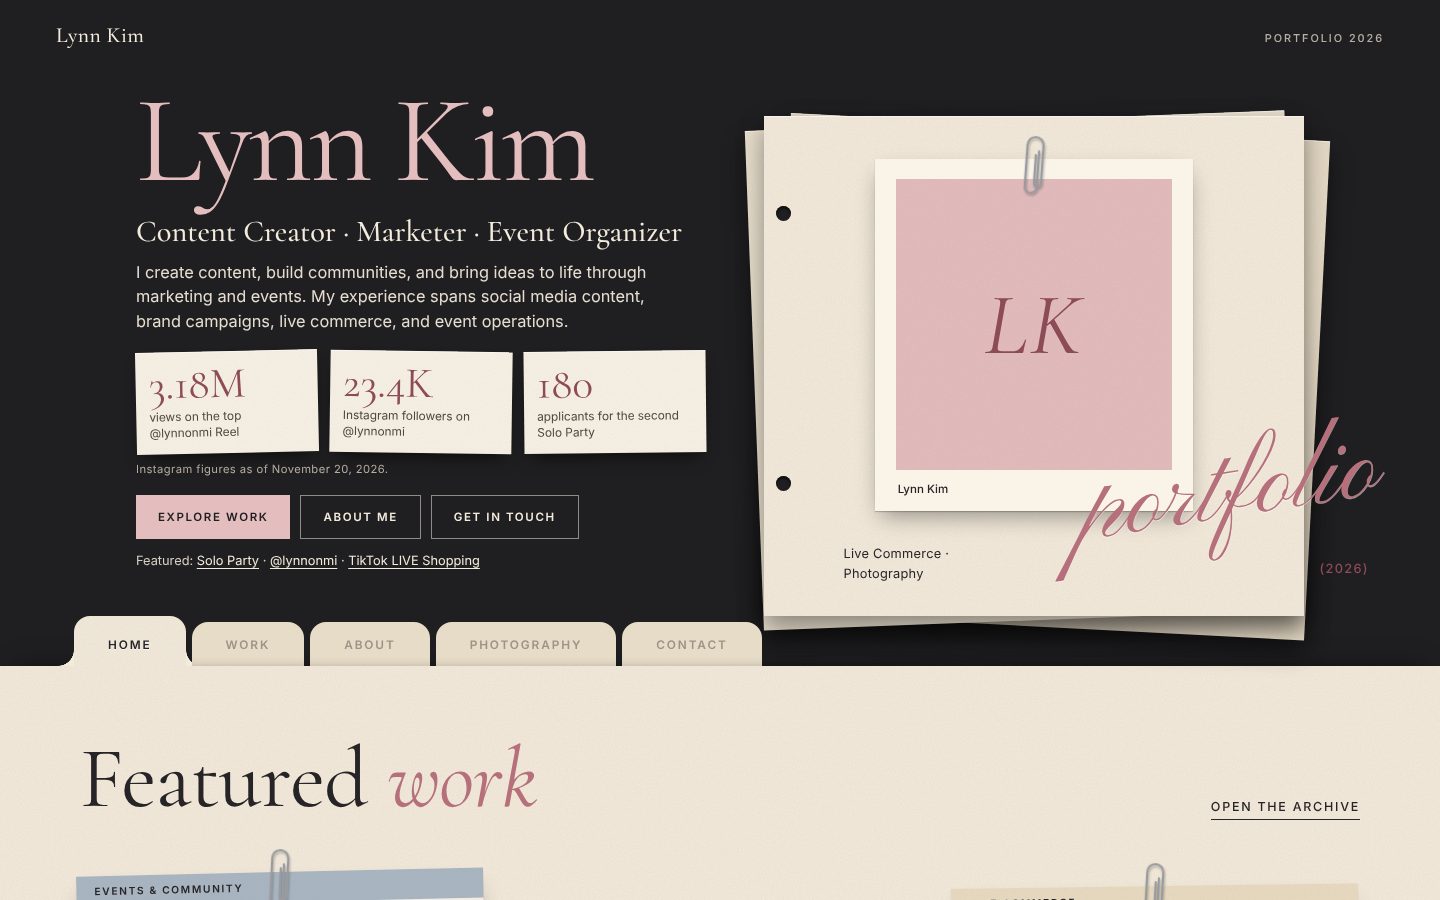 Lynn Kim
PORTFOLIO 2026
Lynn Kim
Content Creator · Marketer · Event Organizer
I create content, build communities, and bring ideas to life through
marketing and events. My experience spans social media content,
brand campaigns, live commerce, and event operations.
3.18M
views on the top
@lynnonmi Reel
23.4K
Instagram followers on
@lynnonmi
180
applicants for the second
Solo Party
Instagram figures as of November 20, 2026.
EXPLORE WORK
ABOUT ME
GET IN TOUCH
Featured: Solo Party · @lynnonmi · TikTok LIVE Shopping
LK
Lynn Kim
portfolio
Live Commerce ·
Photography
(2026)
HOME
WORK
ABOUT
PHOTOGRAPHY
CONTACT
Featured work
OPEN THE ARCHIVE
EVENTS & COMMUNITY